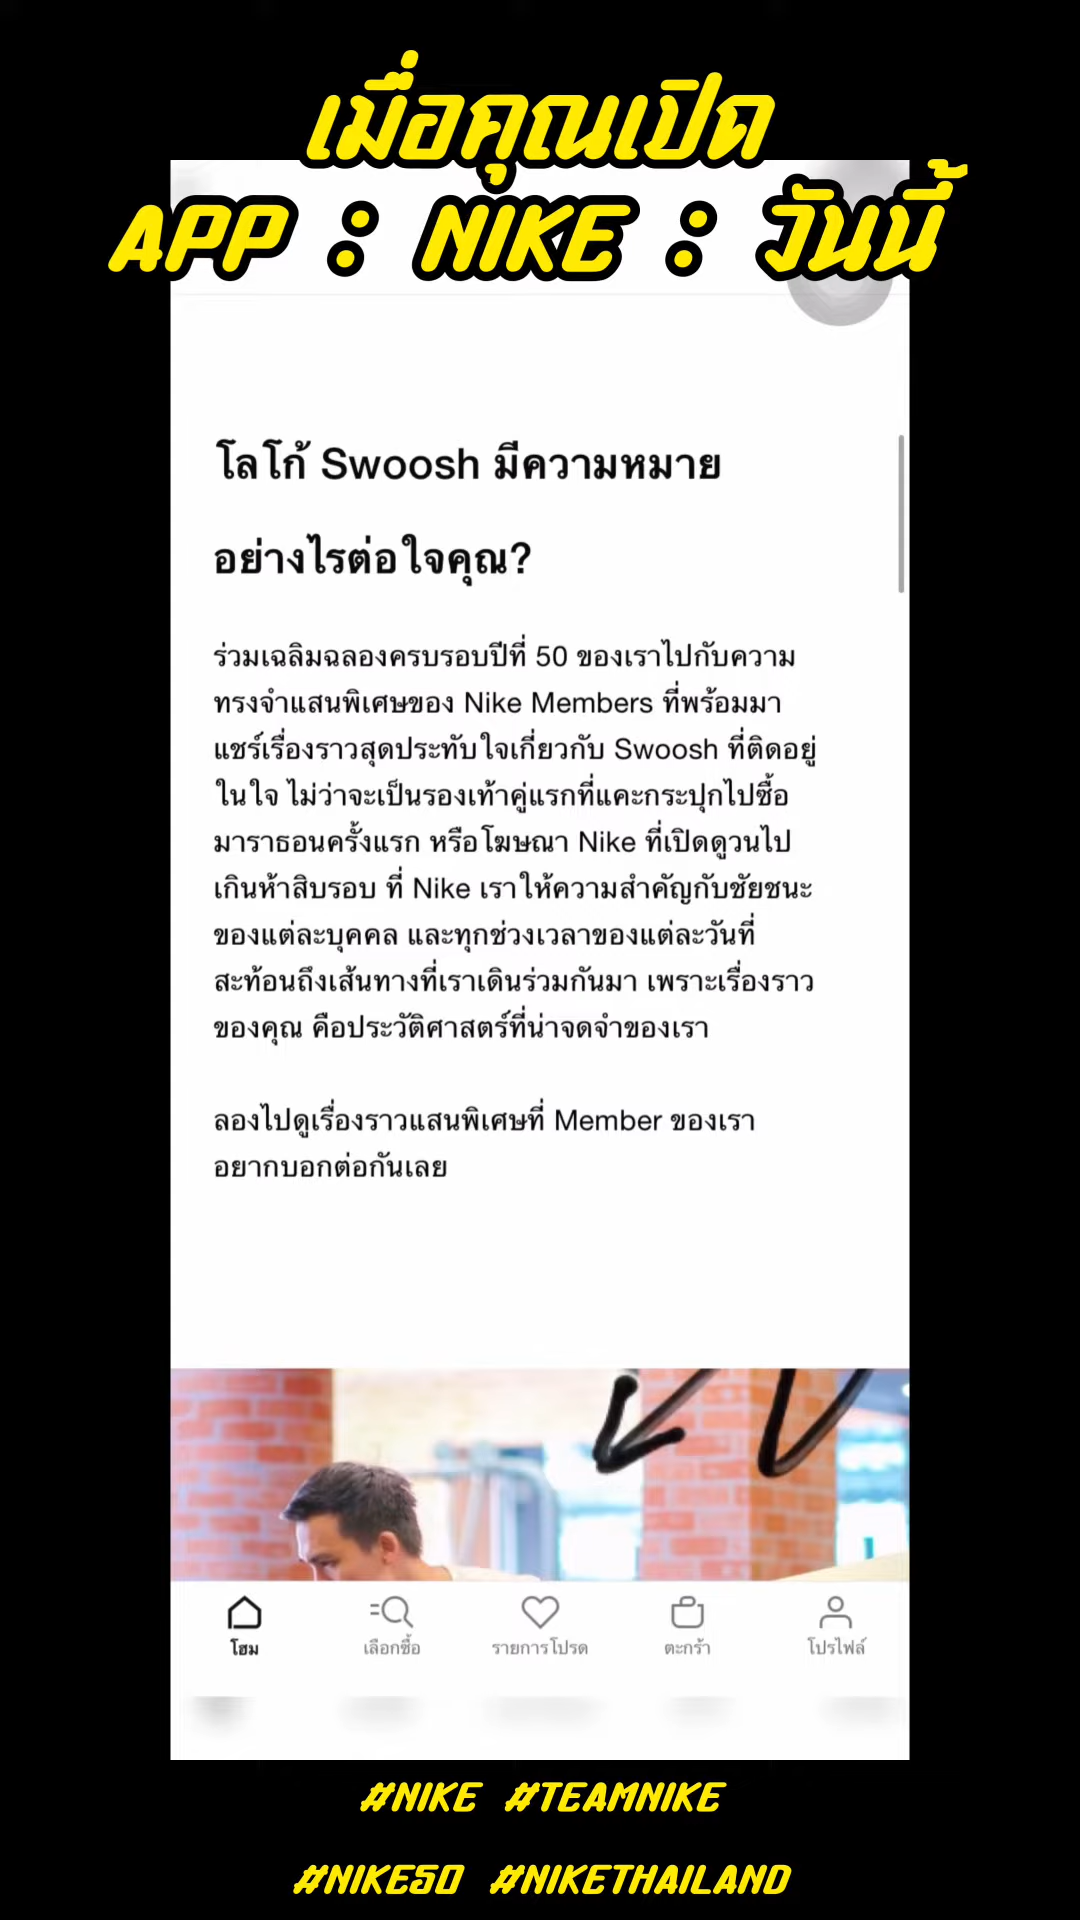 เมื่อคุณเปิด
APP : NIKE : วันนี้
โลโก้ Swoosh มีความหมาย
อย่างไรต่อใจคุณ?
ร่วมเฉลิมฉลองครบรอบปีที่ 50 ของเราไปกับความ
ทรงจำแสนพิเศษของ Nike Members ที่พร้อมมา
แชร์เรื่องราวสุดประทับใจเกี่ยวกับ Swoosh ที่ติดอยู่
ในใจ ไม่ว่าจะเป็นรองเท้าคู่แรกที่แคะกระปุกไปซื้อ
มาราธอนครั้งแรก หรือโฆษณา Nike ที่เปิดดูวนไป
เกินห้าสิบรอบ ที่ Nike เราให้ความสำคัญกับชัยชนะ
ของแต่ละบุคคล และทุกช่วงเวลาของแต่ละวันที่
สะท้อนถึงเส้นทางที่เราเดินร่วมกันมา เพราะเรื่องราว
ของคุณ คือประวัติศาสตร์ที่น่าจดจำของเรา
ลองไปดูเรื่องราวแสนพิเศษที่ Member ของเรา
อยากบอกต่อกันเลย
โฮม เลือกซื้อ รายการโปรด ตะกร้า โปรไฟล์
#NIKE #TEAMNIKE
#NIKE50 #NIKETHAILAND